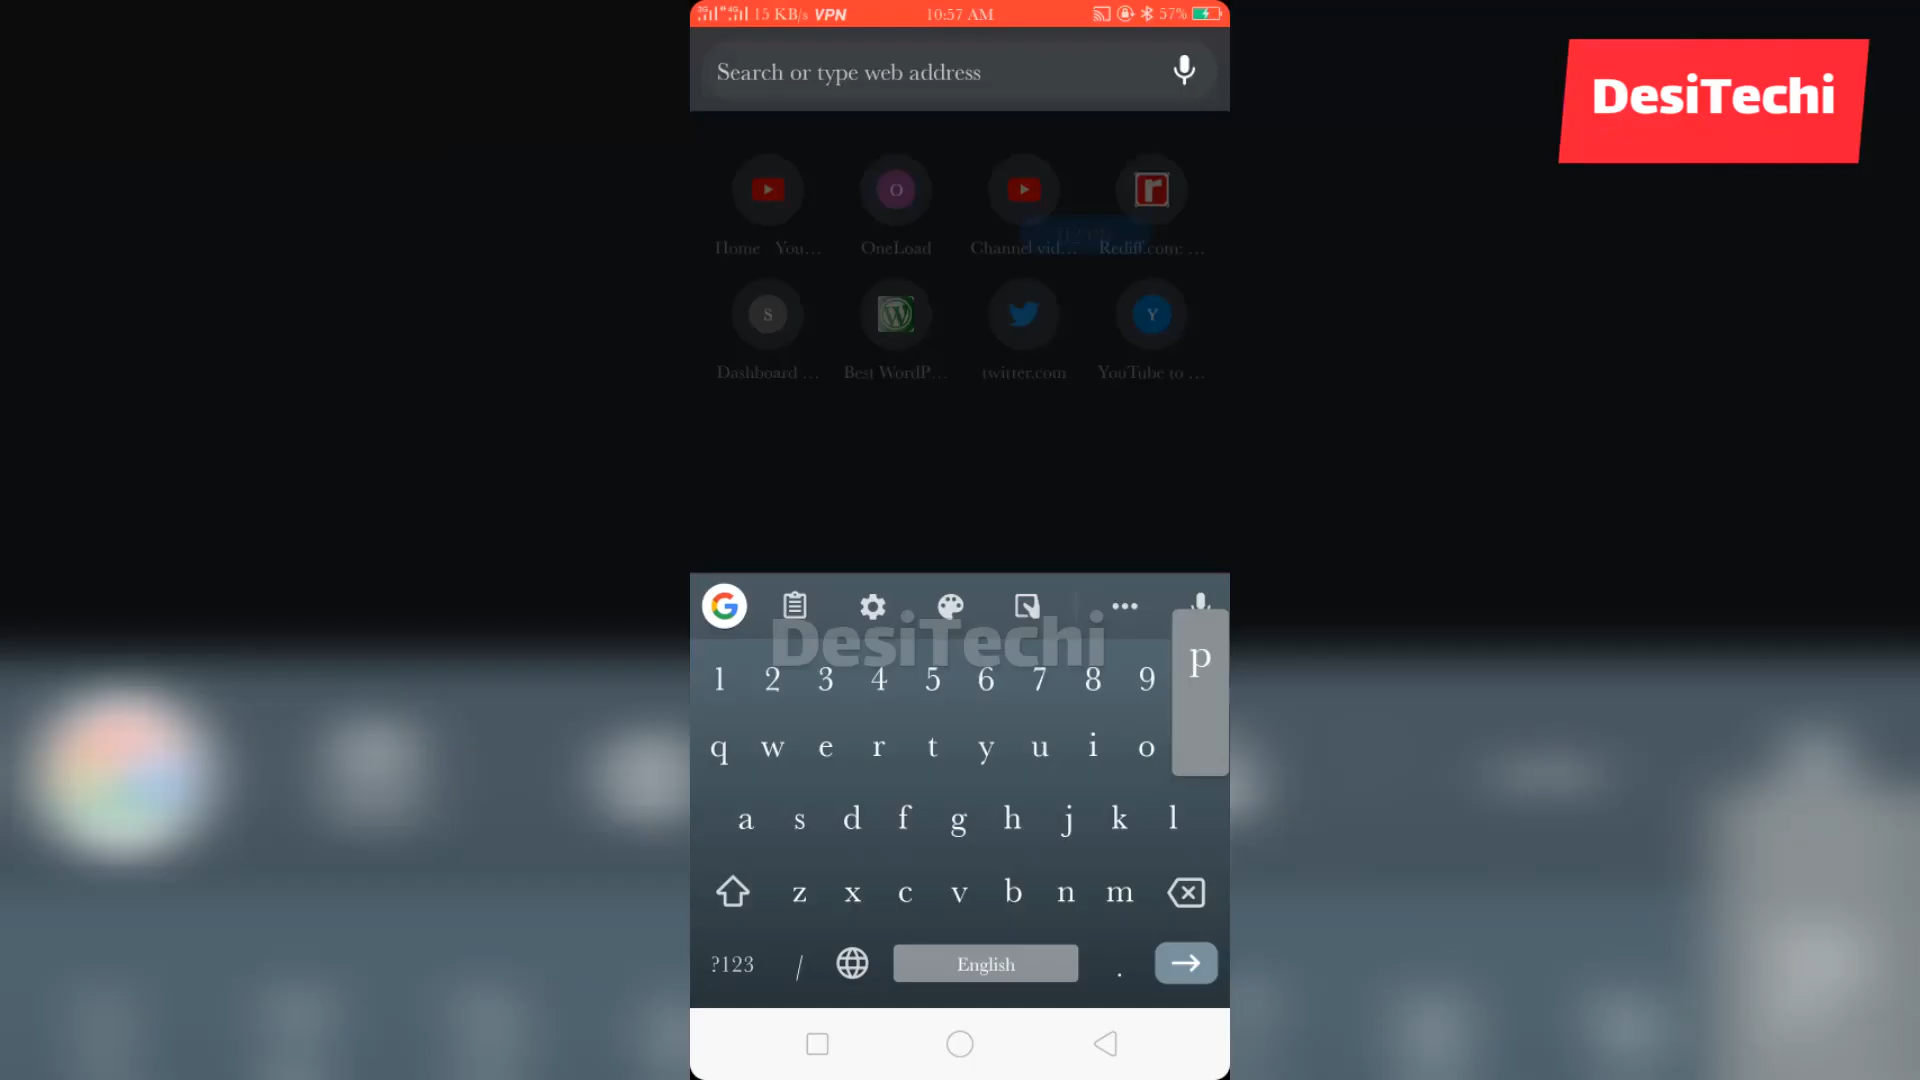 15 KB/s VPN 10:57 AM 57%
DesiTechi
Search or type web address
O
Home You... OneLoad Channel vid... Rediff.com: ...
S W Y
Dashboard ... Best WordP... twitter.com YouTube to ...
DesiTechi
1 2 3 4 5 6 7 8 9
p
q w e r t y u i o
a s d f g h j k l
z x c v b n m
?123 / English .